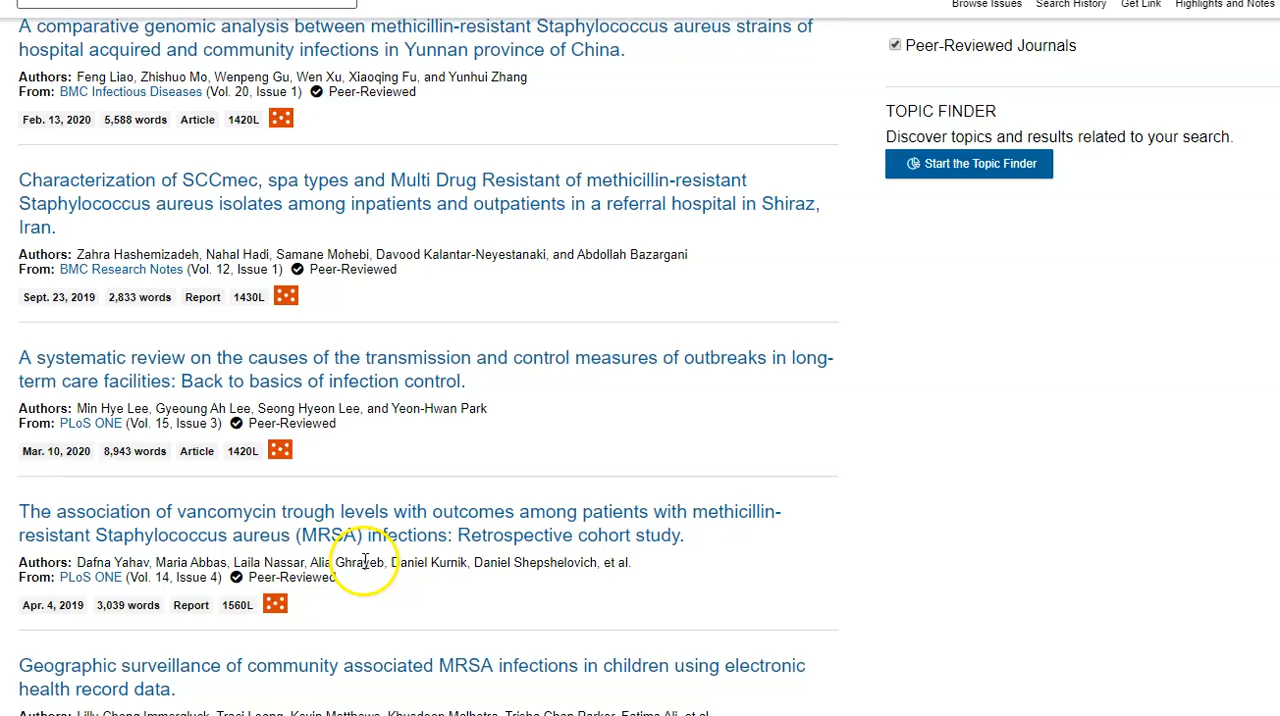 Browse Issues Search History Get Link Highlights and Notes
A comparative genomic analysis between methicillin-resistant Staphylococcus aureus strains of
hospital acquired and community infections in Yunnan province of China.
Authors: Feng Liao, Zhishuo Mo, Wenpeng Gu, Wen Xu, Xiaoqing Fu, and Yunhui Zhang
From: BMC Infectious Diseases (Vol. 20, Issue 1) Peer-Reviewed
Feb. 13, 2020 5,588 words Article 1420L
Characterization of SCCmec, spa types and Multi Drug Resistant of methicillin-resistant
Staphylococcus aureus isolates among inpatients and outpatients in a referral hospital in Shiraz,
Iran.
Authors: Zahra Hashemizadeh, Nahal Hadi, Samane Mohebi, Davood Kalantar-Neyestanaki, and Abdollah Bazargani
From: BMC Research Notes (Vol. 12, Issue 1) Peer-Reviewed
Sept. 23, 2019 2,833 words Report 1430L
A systematic review on the causes of the transmission and control measures of outbreaks in long-
term care facilities: Back to basics of infection control.
Authors: Min Hye Lee, Gyeoung Ah Lee, Seong Hyeon Lee, and Yeon-Hwan Park
From: PLoS ONE (Vol. 15, Issue 3) Peer-Reviewed
Mar. 10, 2020 8,943 words Article 1420L
The association of vancomycin trough levels with outcomes among patients with methicillin-
resistant Staphylococcus aureus (MRSA) infections: Retrospective cohort study.
Authors: Dafna Yahav, Maria Abbas, Laila Nassar, Alia Ghrayeb, Daniel Kurnik, Daniel Shepshelovich, et al.
From: PLoS ONE (Vol. 14, Issue 4) Peer-Reviewed
Apr. 4, 2019 3,039 words Report 1560L
Geographic surveillance of community associated MRSA infections in children using electronic
health record data.
Peer-Reviewed Journals
TOPIC FINDER
Discover topics and results related to your search.
Start the Topic Finder